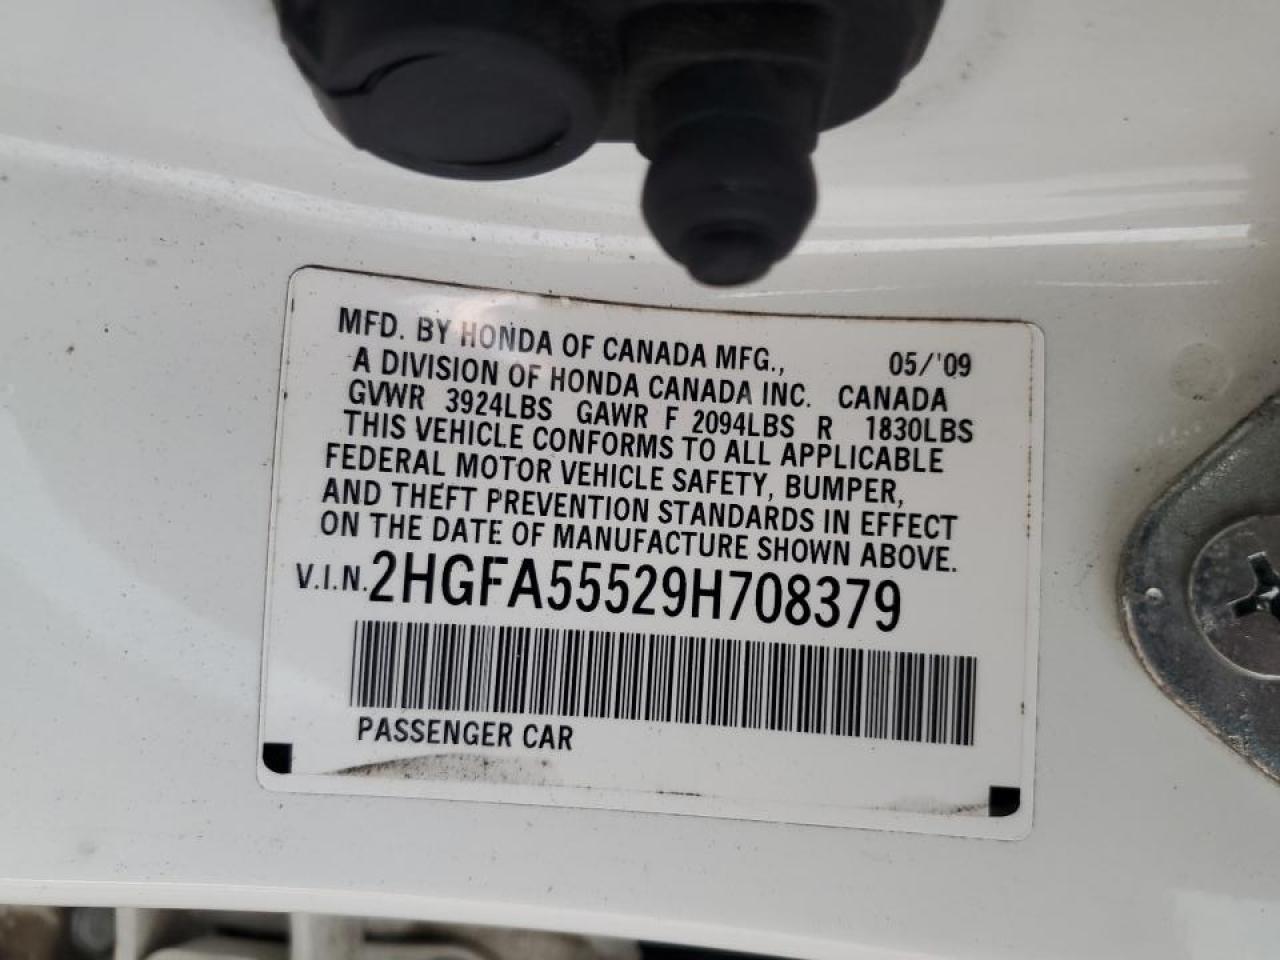 MFD. BY HONDA OF CANADA MFG., 05/'09
A DIVISION OF HONDA CANADA INC. CANADA
GVWR 3924LBS GAWR F 2094LBS R 1830LBS
THIS VEHICLE CONFORMS TO ALL APPLICABLE
FEDERAL MOTOR VEHICLE SAFETY, BUMPER,
AND THEFT PREVENTION STANDARDS IN EFFECT
ON THE DATE OF MANUFACTURE SHOWN ABOVE.
V.I.N. 2HGFA55529H708379
PASSENGER CAR